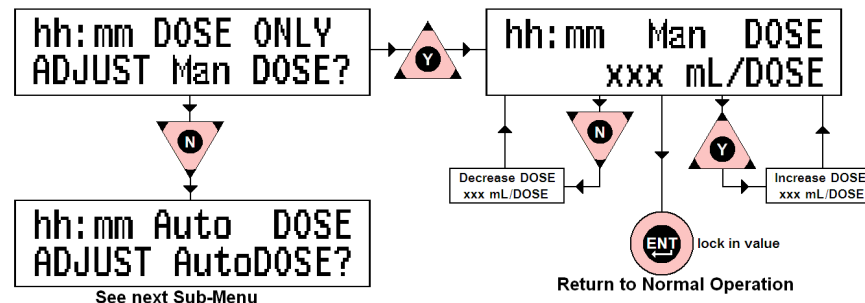 hh:mm DOSE ONLY
ADJUST Man DOSE?
Y
hh:mm Man DOSE
xxx mL/DOSE
N
N
Y
Decrease DOSE
xxx mL/DOSE
Increase DOSE
xxx mL/DOSE
hh:mm Auto DOSE
ADJUST AutoDOSE?
See next Sub-Menu
ENT
lock in value
Return to Normal Operation